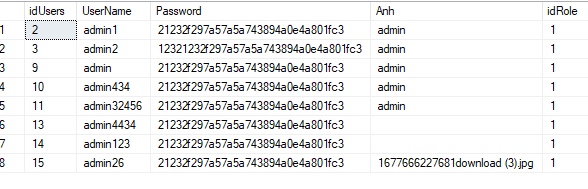 idUsers UserName Password Anh idRole
1 2 admin1 21232f297a57a5a743894a0e4a801fc3 admin 1
2 3 admin2 12321232f297a57a5a743894a0e4a801fc3 admin 1
3 9 admin 21232f297a57a5a743894a0e4a801fc3 admin 1
4 10 admin434 21232f297a57a5a743894a0e4a801fc3 admin 1
5 11 admin32456 21232f297a57a5a743894a0e4a801fc3 admin 1
6 13 admin4434 21232f297a57a5a743894a0e4a801fc3 1
7 14 admin123 21232f297a57a5a743894a0e4a801fc3 1
8 15 admin26 21232f297a57a5a743894a0e4a801fc3 1677666227681download (3).jpg 1